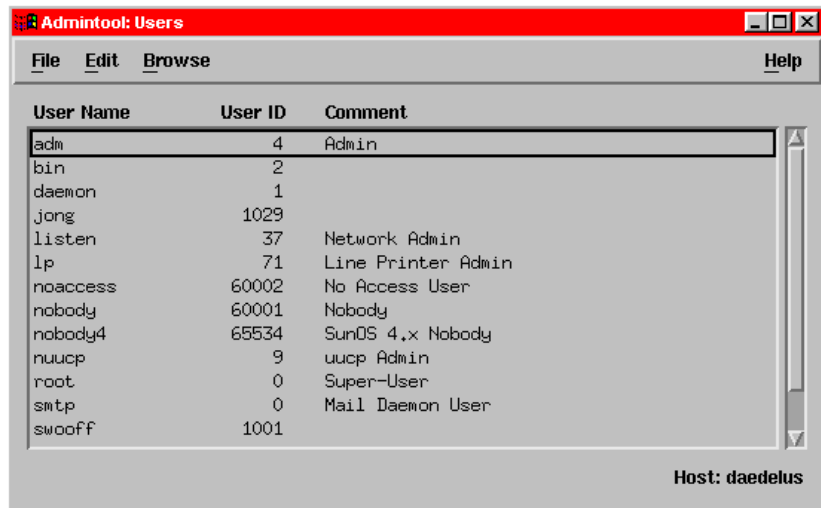 Admintool: Users
File Edit Browse Help
User Name User ID Comment
adm 4 Admin
bin 2
daemon 1
jong 1029
listen 37 Network Admin
lp 71 Line Printer Admin
noaccess 60002 No Access User
nobody 60001 Nobody
nobody4 65534 SunOS 4.x Nobody
nuucp 9 uucp Admin
root 0 Super-User
smtp 0 Mail Daemon User
swooff 1001
Host: daedelus